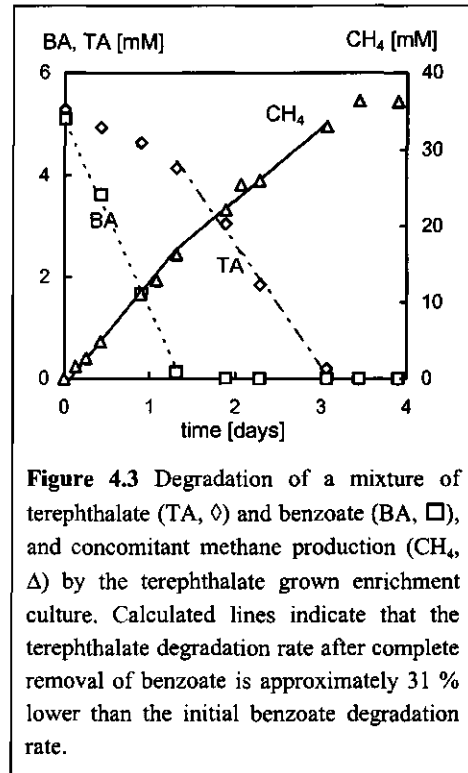 BA, TA [mM] CH₄ [mM]
6 40
CH₄
30
4
BA
20
TA
2
10
0 0
0 1 2 3 4
time [days]
Figure 4.3 Degradation of a mixture of
terephthalate (TA, ◊) and benzoate (BA, □),
and concomitant methane production (CH₄,
Δ) by the terephthalate grown enrichment
culture. Calculated lines indicate that the
terephthalate degradation rate after complete
removal of benzoate is approximately 31 %
lower than the initial benzoate degradation
rate.